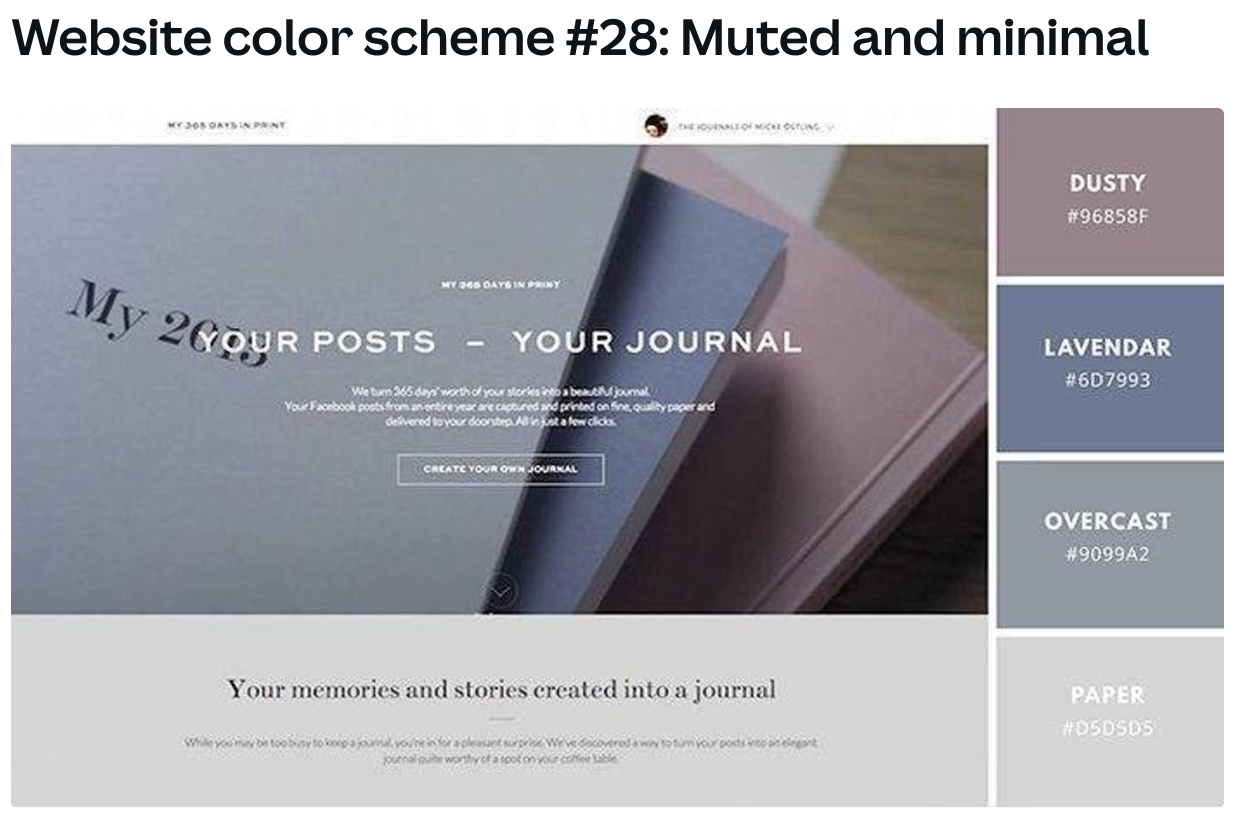 Website color scheme #28: Muted and minimal
MY 365 DAYS IN PRINT
THE JOURNALS OF MICKE ÖSTLING
My 2013
MY 365 DAYS IN PRINT
YOUR POSTS – YOUR JOURNAL
We turn 365 days' worth of your stories into a beautiful journal.
Your Facebook posts from an entire year are captured and printed on fine, quality paper and
delivered to your doorstep. All in just a few clicks.
CREATE YOUR OWN JOURNAL
Your memories and stories created into a journal
While you may be too busy to keep a journal, you're in for a pleasant surprise. We've discovered a way to turn your posts into an elegant
journal quite worthy of a spot on your coffee table.
DUSTY
#96858F
LAVENDAR
#6D7993
OVERCAST
#9099A2
PAPER
#D5D5D5